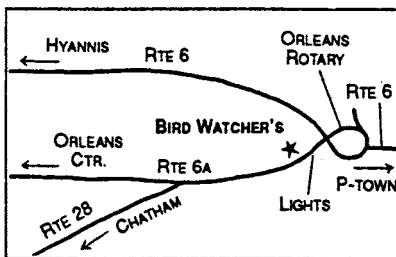 HYANNIS
RTE 6
ORLEANS
ROTARY
RTE 6
BIRD WATCHER'S
ORLEANS
CTR.
RTE 6A
P-TOWN
LIGHTS
RTE 28
CHATHAM